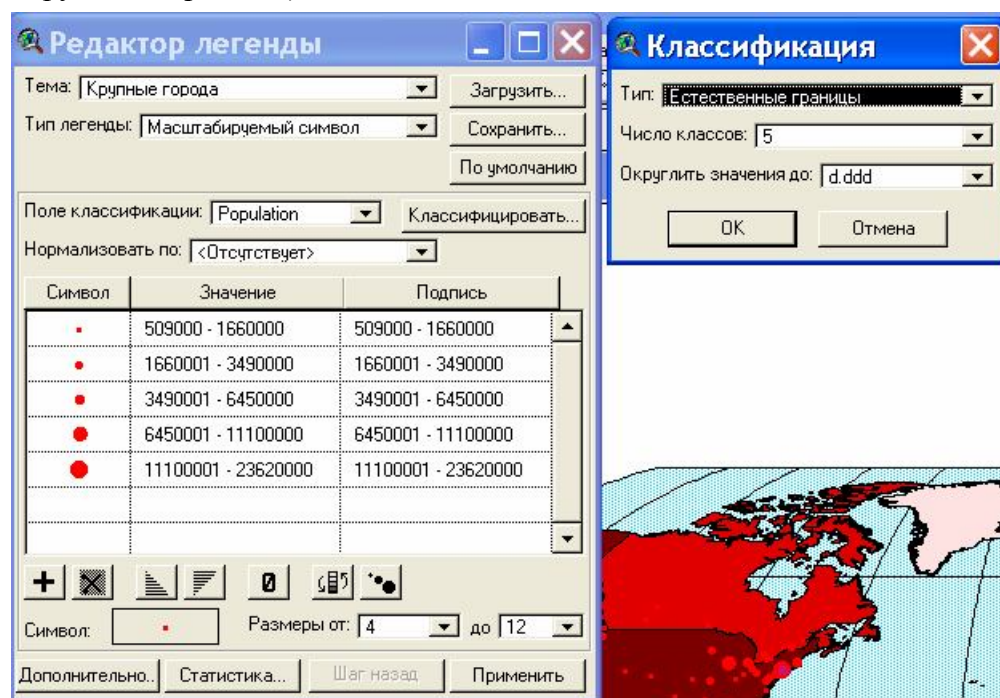 Редактор легенды
Тема: Крупные города
Загрузить...
Тип легенды: Масштабируемый символ
Сохранить...
По умолчанию
Поле классификации: Population
Классифицировать...
Нормализовать по: <Отсутствует>
Символ Значение Подпись
509000 - 1660000 509000 - 1660000
1660001 - 3490000 1660001 - 3490000
3490001 - 6450000 3490001 - 6450000
6450001 - 11100000 6450001 - 11100000
11100001 - 23620000 11100001 - 23620000
Символ: Размеры от: 4 до 12
Дополнительно.. Статистика... Шаг назад Применить
Классификация
Тип: Естественные границы
Число классов: 5
Округлить значения до: d.ddd
OK Отмена